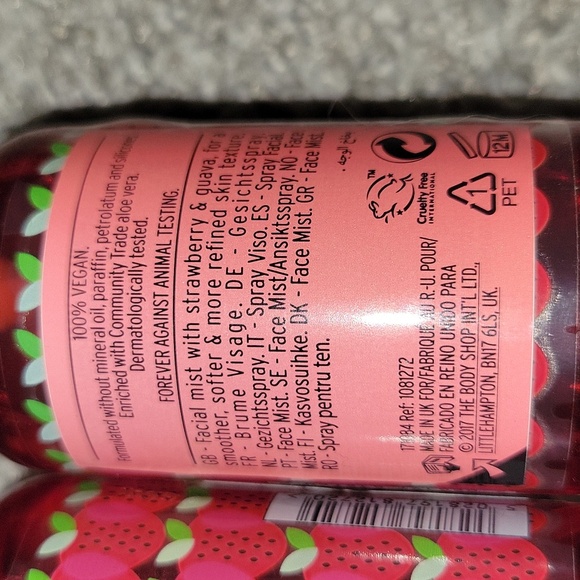 100% VEGAN.
Formulated without mineral oil, paraffin, petrolatum and silicone.
Enriched with Community Trade aloe vera.
Dermatologically tested.
FOREVER AGAINST ANIMAL TESTING.
GB - Facial mist with strawberry & guava, for a
smoother, softer & more refined skin texture.
FR - Brume Visage. DE - Gesichtsspray.
NL - Gezichtsspray. IT - Spray Viso. ES - Spray Facial.
PT - Face Mist. SE - Face Mist/Ansiktsspray. NO - Face
Mist. FI - Kasvosuihke. DK - Face Mist. GR - Face Mist.
RO - Spray pentru ten.
Cruelty Free
INTERNATIONAL
TM
12M
1
PET
Ref: 1081272
MADE IN UK FOR/FABRIQUÉ AU R.-U. POUR/
FABRICADO EN REINO UNIDO PARA
© 2017 THE BODY SHOP INT'L LTD.,
LITTLEHAMPTON, BN17 6LS, UK.